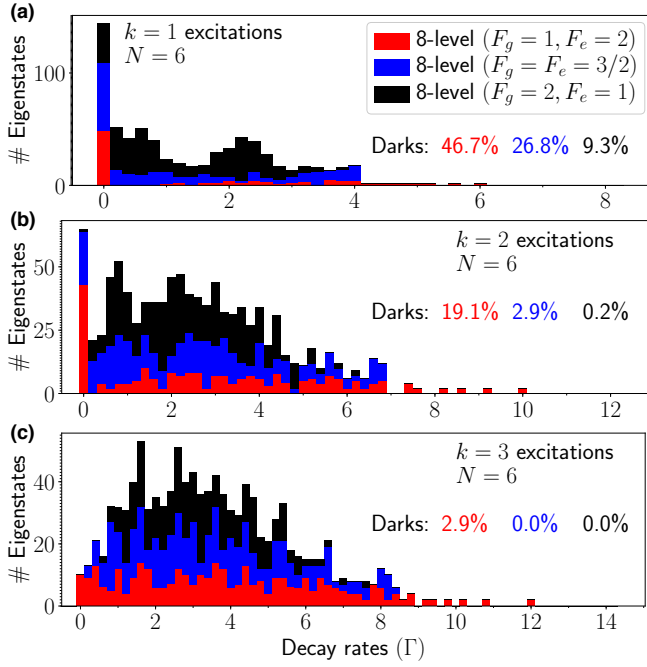 (a)
k = 1 excitations
N = 6
8-level (F_g = 1, F_e = 2)
8-level (F_g = F_e = 3/2)
8-level (F_g = 2, F_e = 1)
Darks: 46.7% 26.8% 9.3%
# Eigenstates
100
0
0 2 4 6 8
(b)
k = 2 excitations
N = 6
Darks: 19.1% 2.9% 0.2%
# Eigenstates
50
25
0
0 2 4 6 8 10 12
(c)
k = 3 excitations
N = 6
Darks: 2.9% 0.0% 0.0%
# Eigenstates
40
20
0
0 2 4 6 8 10 12 14
Decay rates (Γ)